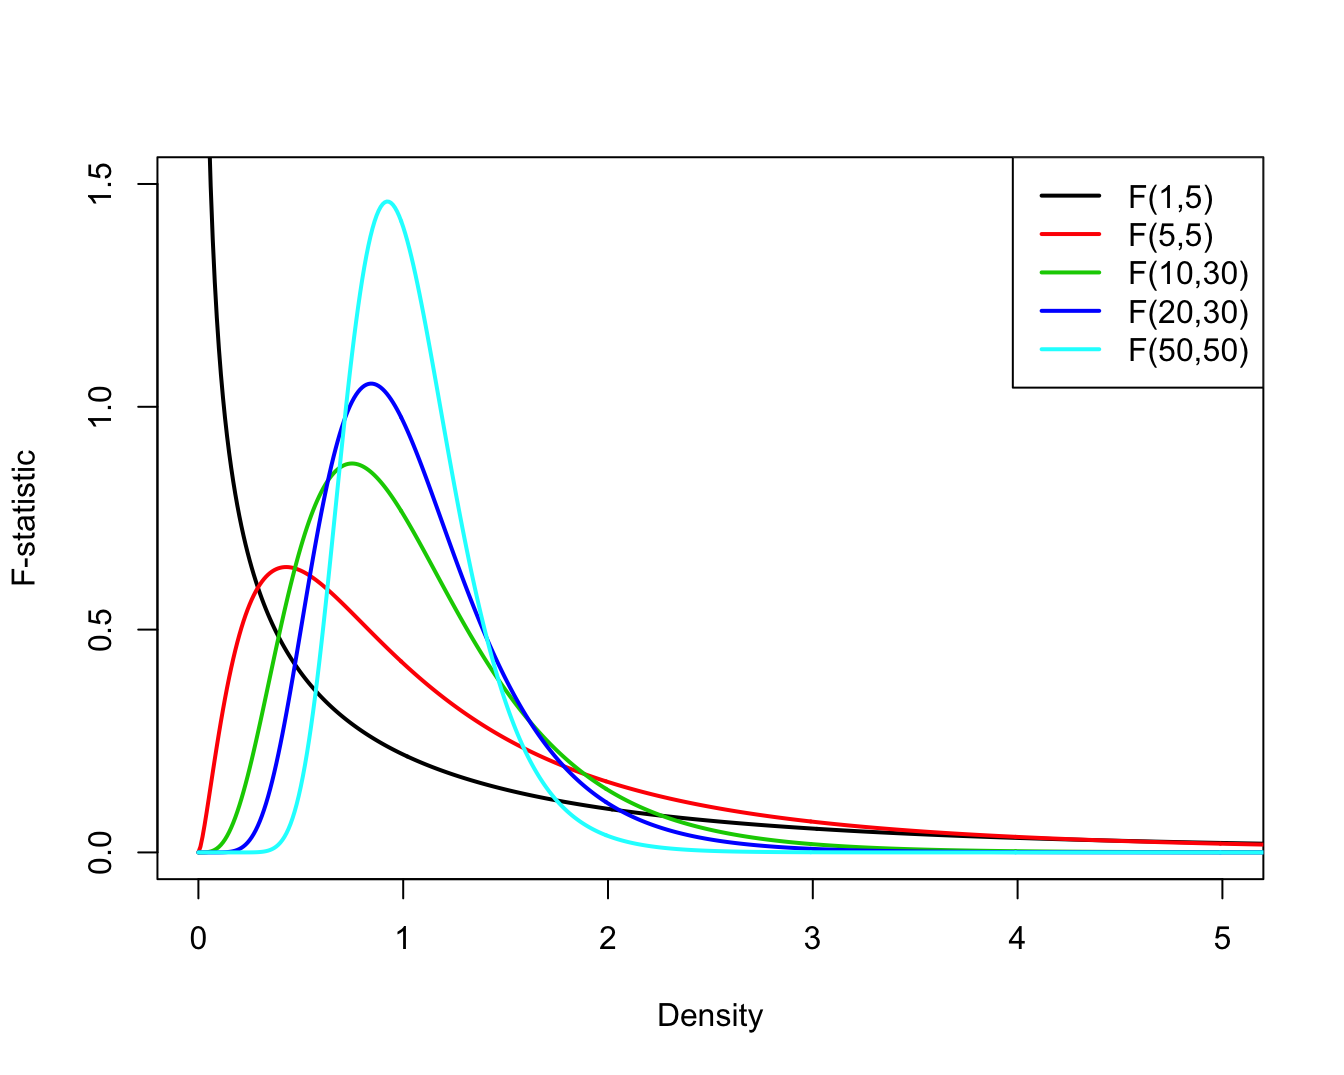 F(1,5)
F(5,5)
F(10,30)
F(20,30)
F(50,50)
F-statistic
1.5
1.0
0.5
0.0
0 1 2 3 4 5
Density